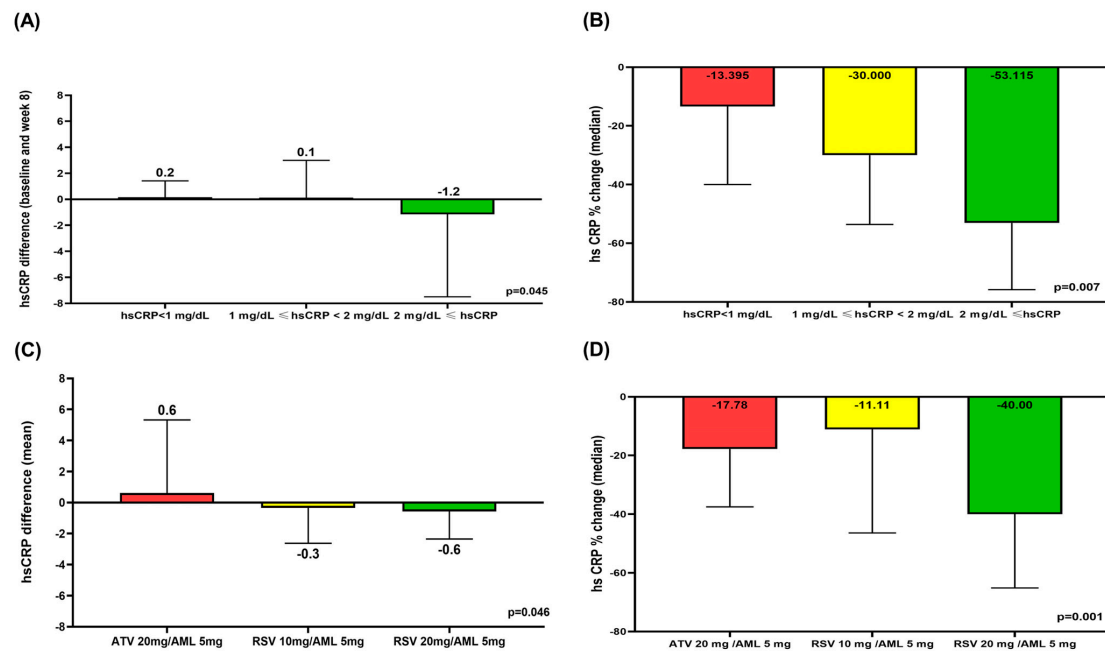 (A)
hsCRP difference (baseline and week 8)
8
6
4
2
0
-2
-4
-6
-8
0.2
0.1
-1.2
p=0.045
hsCRP<1 mg/dL
1 mg/dL ≤hsCRP < 2 mg/dL
2 mg/dL ≤ hsCRP
(B)
hs CRP % change (median)
0
-20
-40
-60
-80
-13.395
-30.000
-53.115
p=0.007
hsCRP<1 mg/dL
1 mg/dL ≤hsCRP < 2 mg/dL
2 mg/dL ≤hsCRP
(C)
hsCRP difference (mean)
8
6
4
2
0
-2
-4
-6
-8
0.6
-0.3
-0.6
p=0.046
ATV 20mg/AML 5mg
RSV 10mg/AML 5mg
RSV 20mg/AML 5mg
(D)
hs CRP % change (median)
0
-20
-40
-60
-80
-17.78
-11.11
-40.00
p=0.001
ATV 20 mg /AML 5 mg
RSV 10 mg /AML 5 mg
RSV 20 mg /AML 5 mg